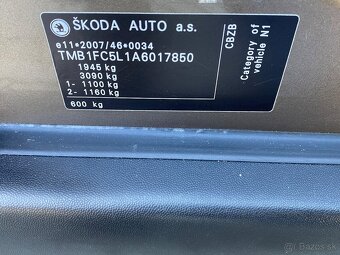 ŠKODA AUTO a.s.
e11*2007/46*0034
TMB1FC5L1A6017850
1945 kg
3090 kg
1- 1100 kg
2- 1160 kg
600 kg
CBZB
Category of
vehicle N1
Bazos.sk